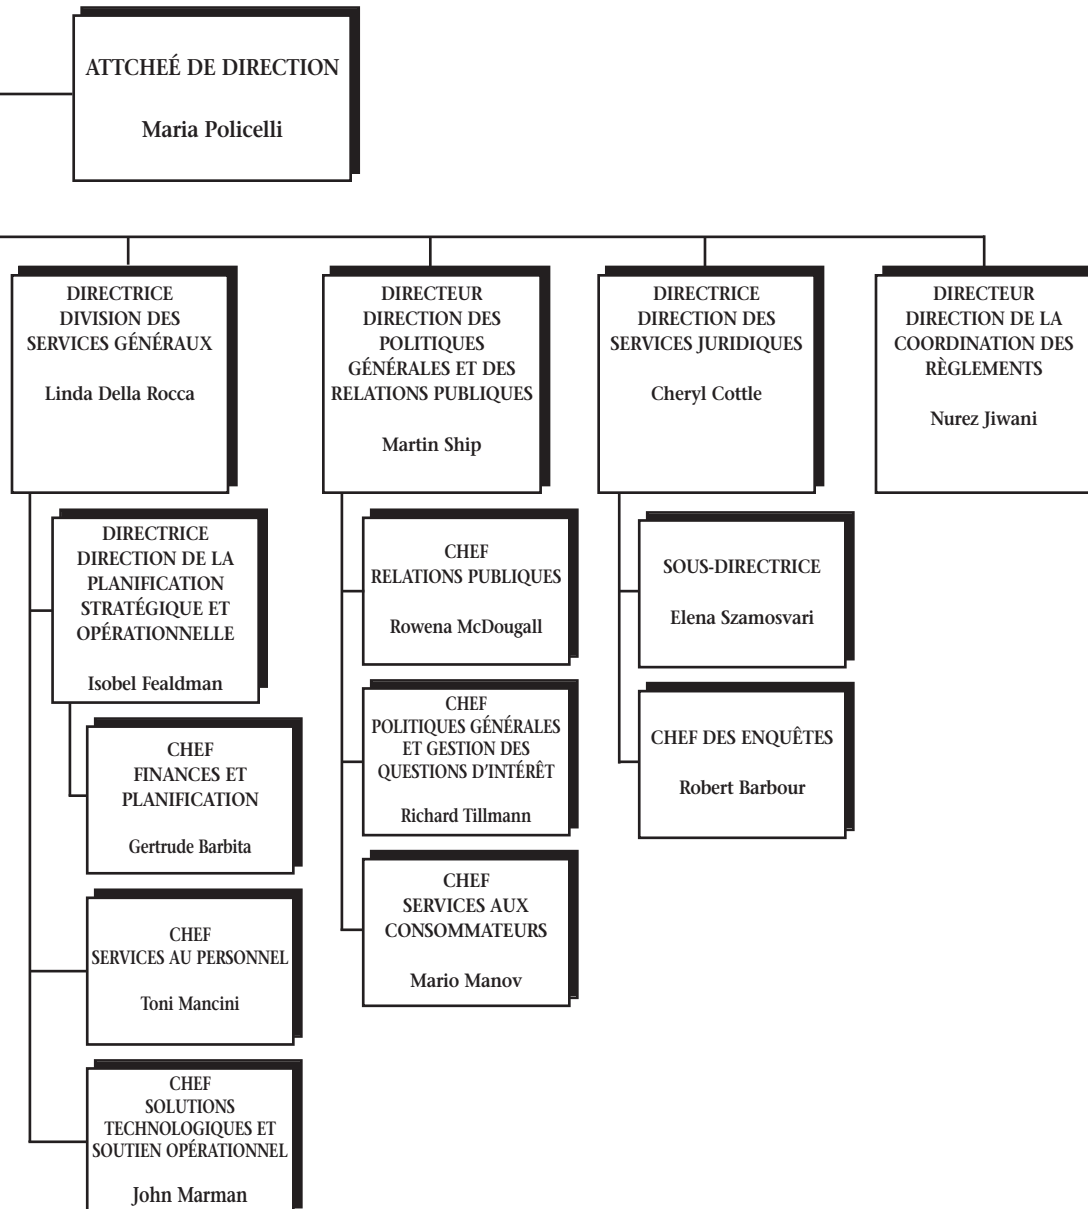 ATTCHEÉ DE DIRECTION
Maria Policelli
DIRECTRICE
DIVISION DES
SERVICES GÉNÉRAUX
Linda Della Rocca
DIRECTRICE
DIRECTION DE LA
PLANIFICATION
STRATÉGIQUE ET
OPÉRATIONNELLE
Isobel Fealdman
CHEF
FINANCES ET
PLANIFICATION
Gertrude Barbita
CHEF
SERVICES AU PERSONNEL
Toni Mancini
CHEF
SOLUTIONS
TECHNOLOGIQUES ET
SOUTIEN OPÉRATIONNEL
John Marman
DIRECTEUR
DIRECTION DES
POLITIQUES
GÉNÉRALES ET DES
RELATIONS PUBLIQUES
Martin Ship
CHEF
RELATIONS PUBLIQUES
Rowena McDougall
CHEF
POLITIQUES GÉNÉRALES
ET GESTION DES
QUESTIONS D'INTÉRÊT
Richard Tillmann
CHEF
SERVICES AUX
CONSOMMATEURS
Mario Manov
DIRECTRICE
DIRECTION DES
SERVICES JURIDIQUES
Cheryl Cottle
SOUS-DIRECTRICE
Elena Szamosvari
CHEF DES ENQUÊTES
Robert Barbour
DIRECTEUR
DIRECTION DE LA
COORDINATION DES
RÈGLEMENTS
Nurez Jiwani